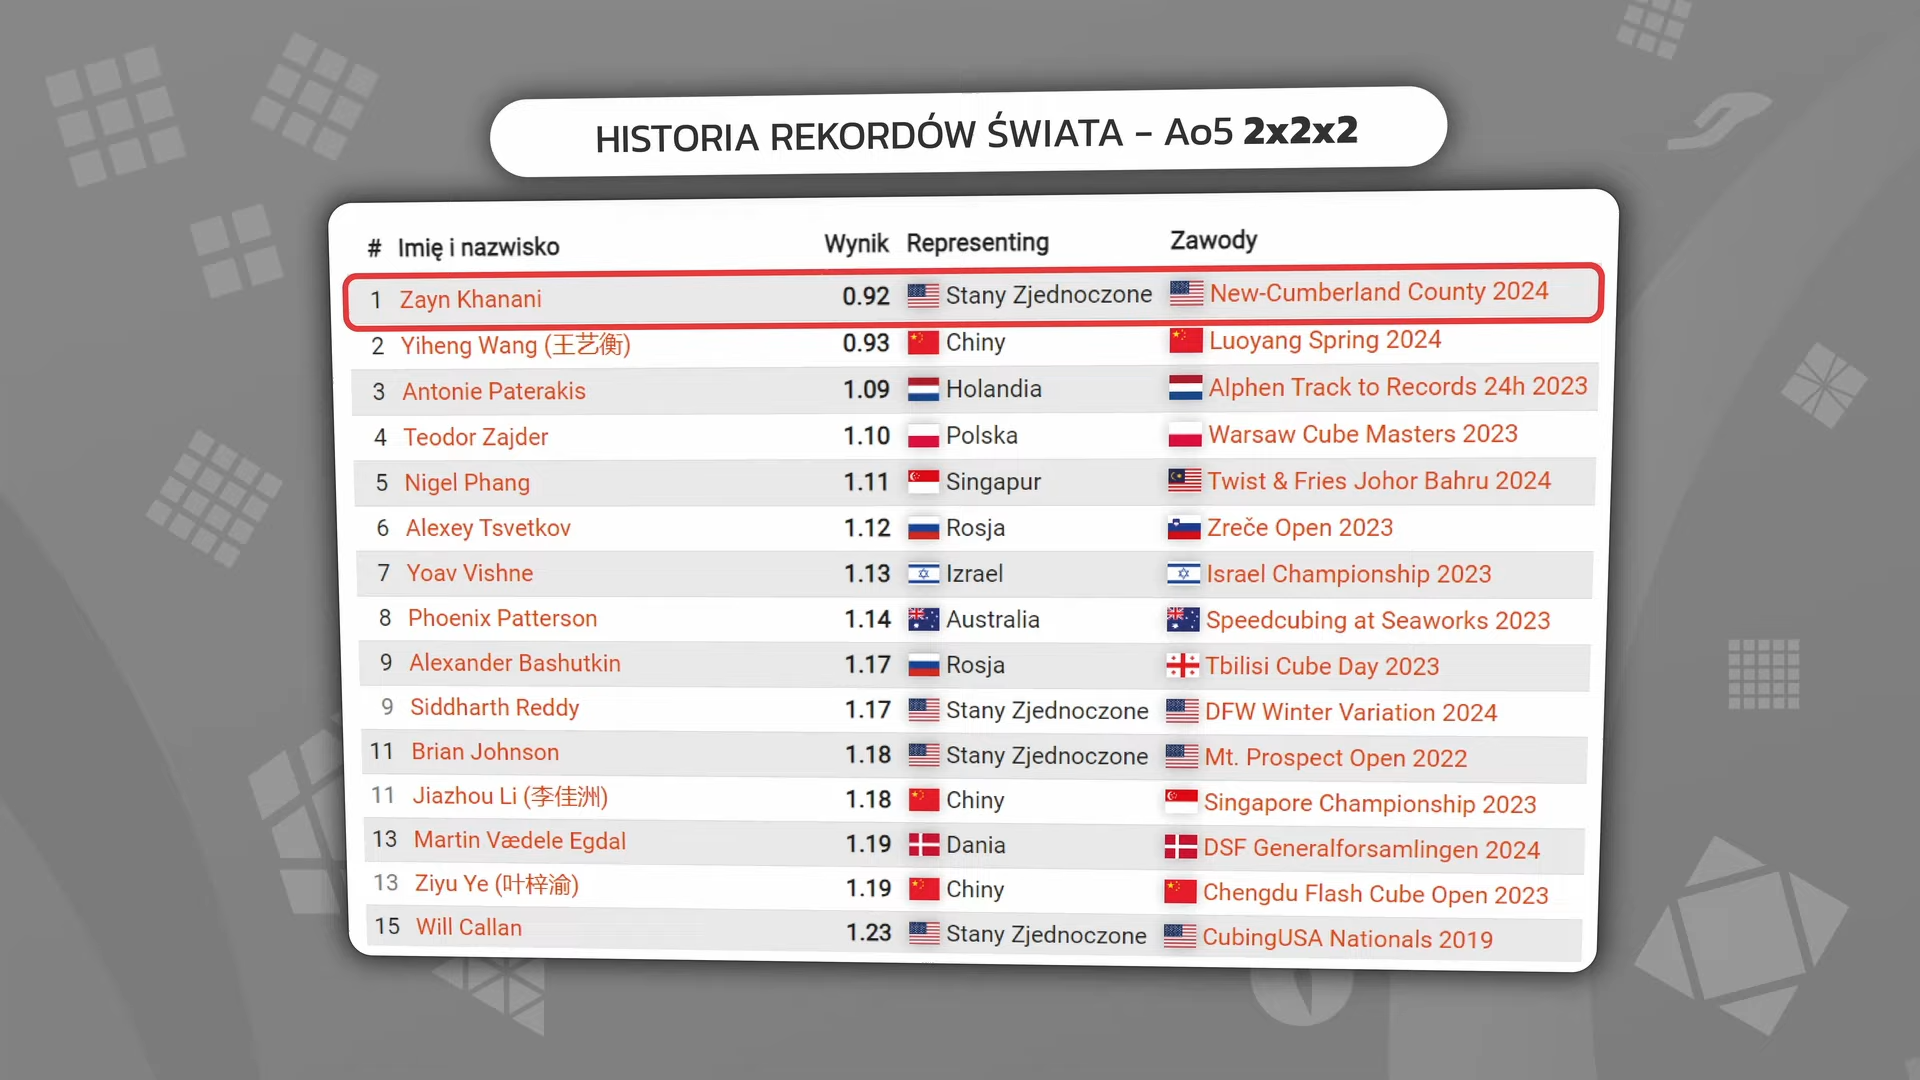 HISTORIA REKORDÓW ŚWIATA – Ao5 2x2x2
# Imię i nazwisko Wynik Representing Zawody
1 Zayn Khanani 0.92 Stany Zjednoczone New-Cumberland County 2024
2 Yiheng Wang (王艺衡) 0.93 Chiny Luoyang Spring 2024
3 Antonie Paterakis 1.09 Holandia Alphen Track to Records 24h 2023
4 Teodor Zajder 1.10 Polska Warsaw Cube Masters 2023
5 Nigel Phang 1.11 Singapur Twist & Fries Johor Bahru 2024
6 Alexey Tsvetkov 1.12 Rosja Zreče Open 2023
7 Yoav Vishne 1.13 Izrael Israel Championship 2023
8 Phoenix Patterson 1.14 Australia Speedcubing at Seaworks 2023
9 Alexander Bashutkin 1.17 Rosja Tbilisi Cube Day 2023
9 Siddharth Reddy 1.17 Stany Zjednoczone DFW Winter Variation 2024
11 Brian Johnson 1.18 Stany Zjednoczone Mt. Prospect Open 2022
11 Jiazhou Li (李佳洲) 1.18 Chiny Singapore Championship 2023
13 Martin Vædele Egdal 1.19 Dania DSF Generalforsamlingen 2024
13 Ziyu Ye (叶梓渝) 1.19 Chiny Chengdu Flash Cube Open 2023
15 Will Callan 1.23 Stany Zjednoczone CubingUSA Nationals 2019